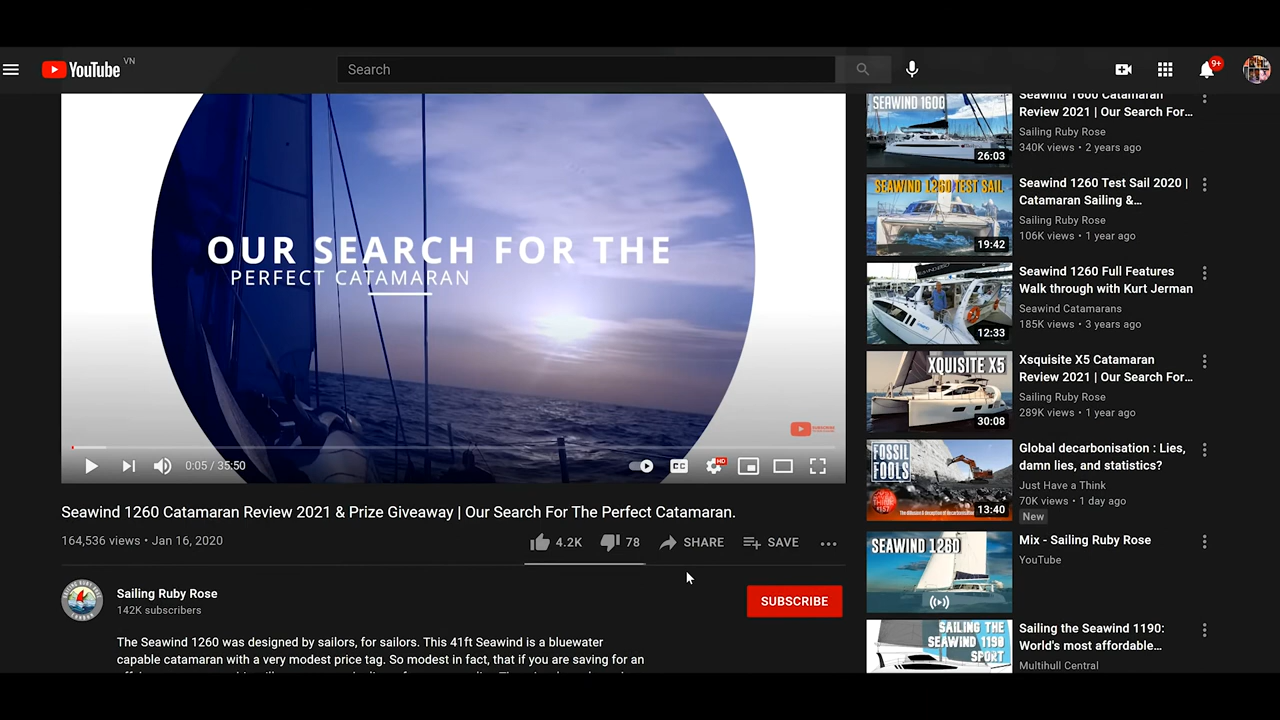 YouTube VN
Search
9+
OUR SEARCH FOR THE
PERFECT CATAMARAN
SUBSCRIBE
0:05 / 35:50
CC
HD
Seawind 1260 Catamaran Review 2021 & Prize Giveaway | Our Search For The Perfect Catamaran.
164,536 views • Jan 16, 2020
4.2K
78
SHARE
SAVE
Sailing Ruby Rose
142K subscribers
SUBSCRIBE
The Seawind 1260 was designd by sailors, for sailors. This 41ft Seawind is a bluewater
capable catamaran with a very modest price tag. So modest in fact, that if you are saving for an
SEAWIND 1600
26:03
Seawind 1600 Catamaran
Review 2021 | Our Search For...
Sailing Ruby Rose
340K views • 2 years ago
SEAWIND 1260 TEST SAIL
19:42
Seawind 1260 Test Sail 2020 |
Catamaran Sailing &...
Sailing Ruby Rose
106K views • 1 year ago
12:33
Seawind 1260 Full Features
Walk through with Kurt Jerman
Seawind Catamarans
185K views • 3 years ago
XQUISITE X5
30:08
Xsquisite X5 Catamaran
Review 2021 | Our Search For...
Sailing Ruby Rose
289K views • 1 year ago
FOSSIL
FOOLS
13:40
Global decarbonisation : Lies,
damn lies, and statistics?
Just Have a Think
70K views • 1 day ago
New
SEAWIND 1260
Mix - Sailing Ruby Rose
YouTube
SAILING THE
SEAWIND 1190
SPORT
Sailing the Seawind 1190:
World's most affordable...
Multihull Central